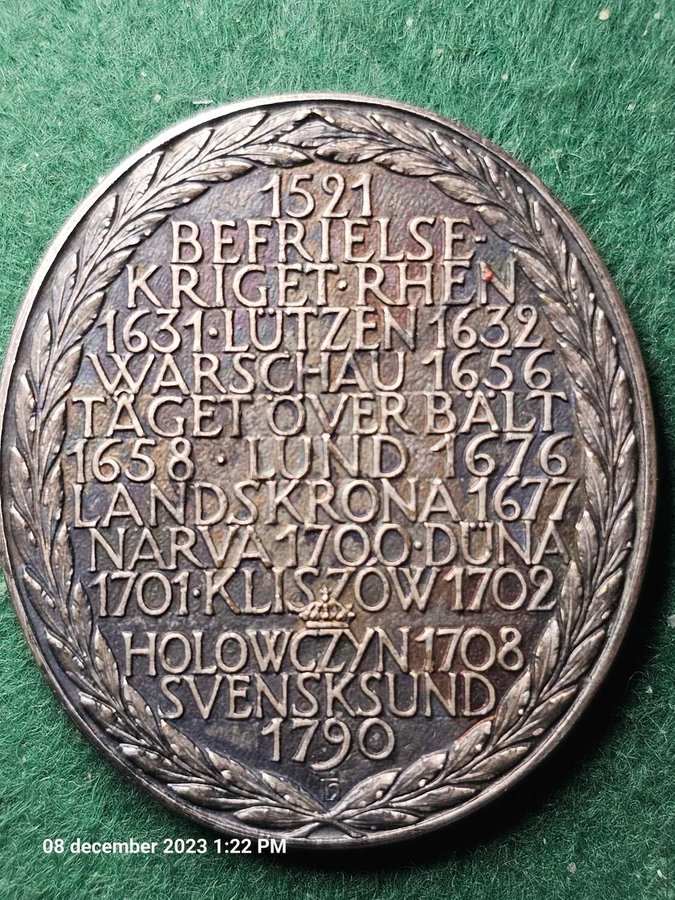 1521
BEFRIELSE-
KRIGET·RHEN
1631·LÜTZEN 1632
WARSCHAU 1656
TÅGET ÖVER BÄLT
1658 · LUND 1676
LANDSKRONA 1677
NARVA 1700·DÜNA
1701·KLISZOW 1702
HOLOWCZYN 1708
SVENSKSUND
1790
08 december 2023 1:22 PM